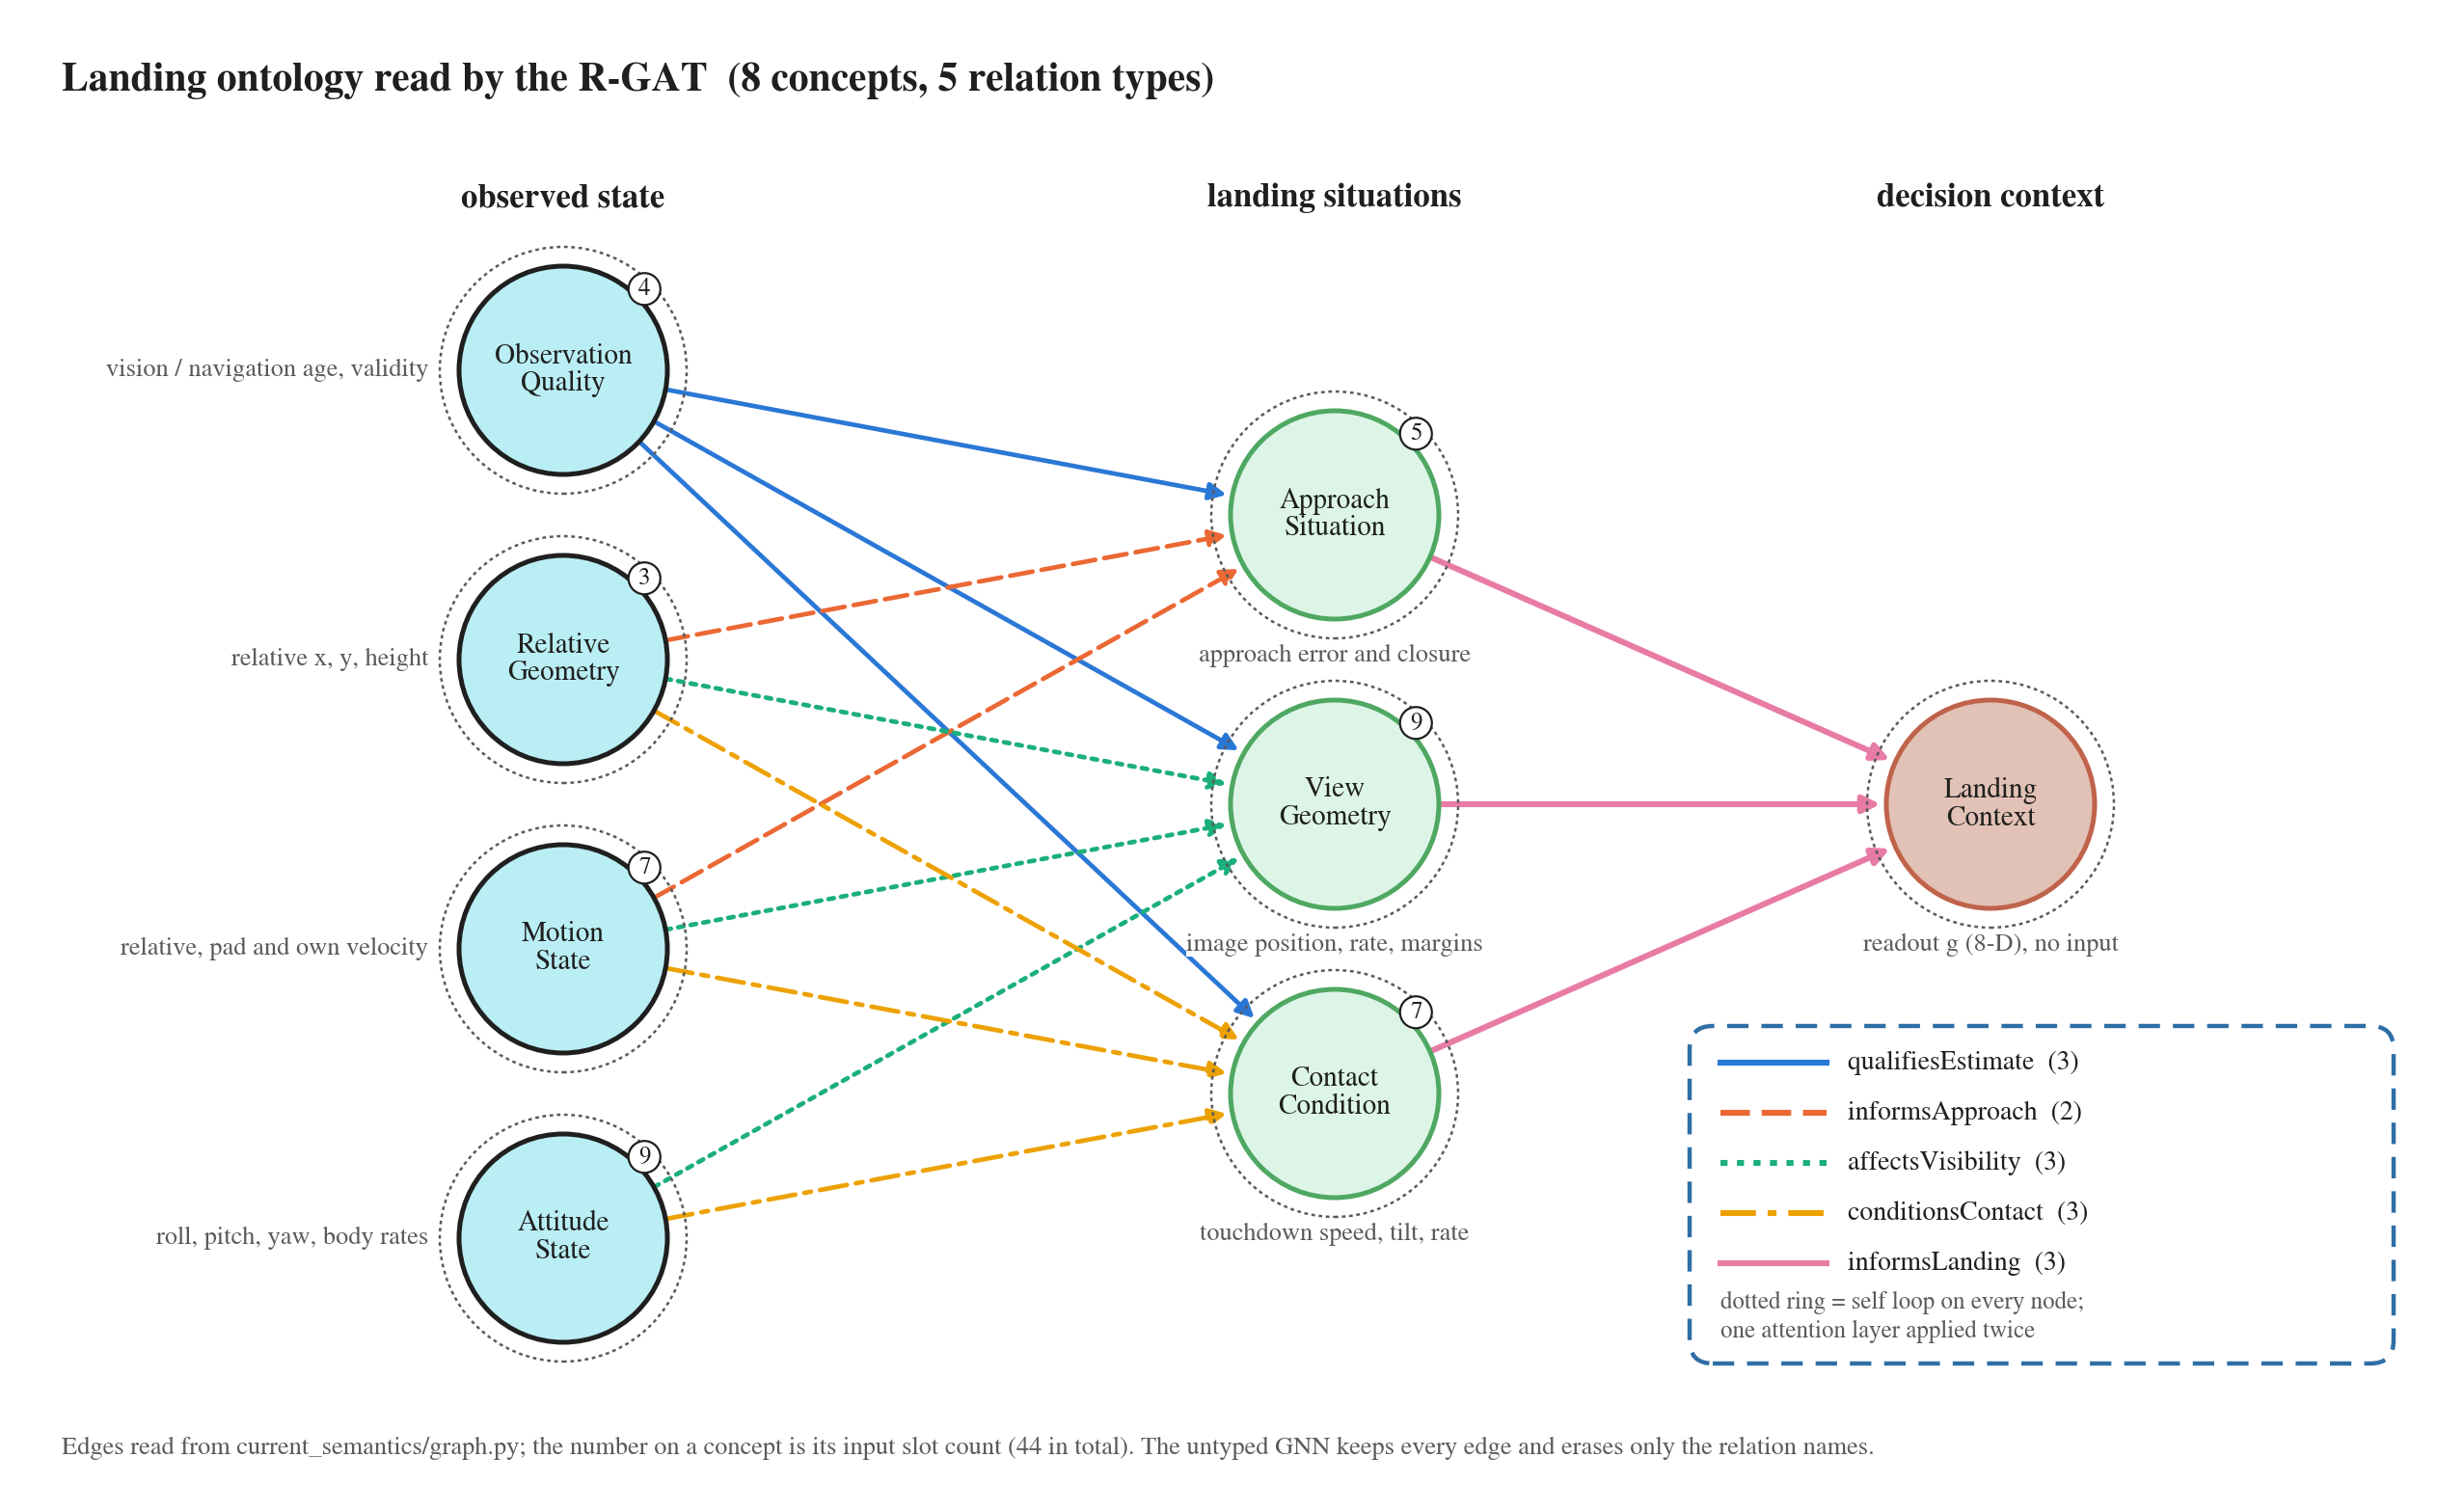 Landing ontology read by the R-GAT (8 concepts, 5 relation types)
observed state
landing situations
decision context
4
Observation
Quality
vision / navigation age, validity
3
Relative
Geometry
relative x, y, height
7
Motion
State
relative, pad and own velocity
9
Attitude
State
roll, pitch, yaw, body rates
5
Approach
Situation
approach error and closure
9
View
Geometry
image position, rate, margins
7
Contact
Condition
touchdown speed, tilt, rate
Landing
Context
readout g (8-D), no input
qualifiesEstimate (3)
informsApproach (2)
affectsVisibility (3)
conditionsContact (3)
informsLanding (3)
dotted ring = self loop on every node;
one attention layer applied twice
Edges read from current_semantics/graph.py; the number on a concept is its input slot count (44 in total). The untyped GNN keeps every edge and erases only the relation names.